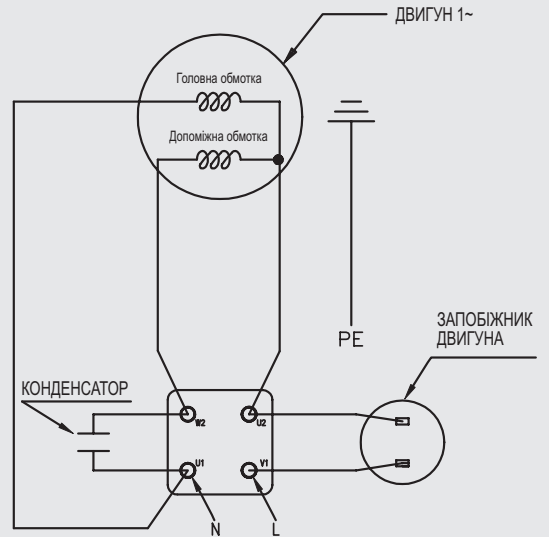 ДВИГУН 1~
Головна обмотка
Допоміжна обмотка
PE
ЗАПОБІЖНИК
ДВИГУНА
КОНДЕНСАТОР
W2
U2
U1
V1
N
L